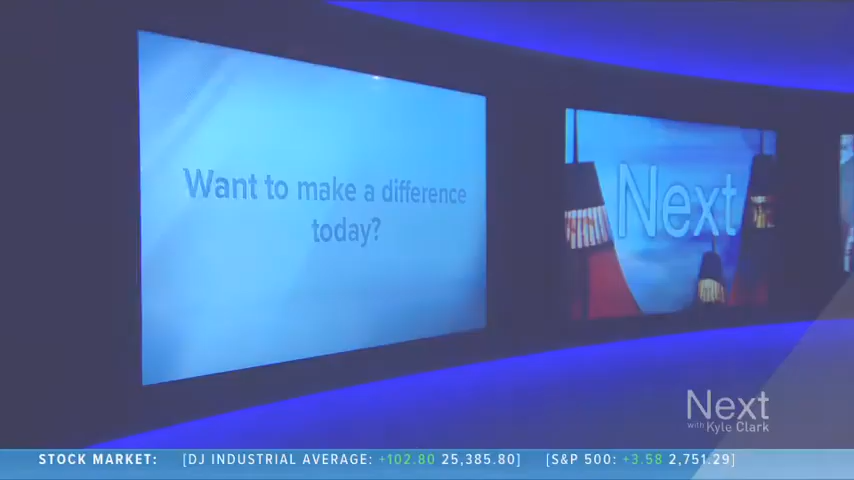 Want to make a difference
today?
Next
Next
with Kyle Clark
STOCK MARKET: [DJ INDUSTRIAL AVERAGE: +102.80 25,385.80] [S&P 500: +3.58 2,751.29]